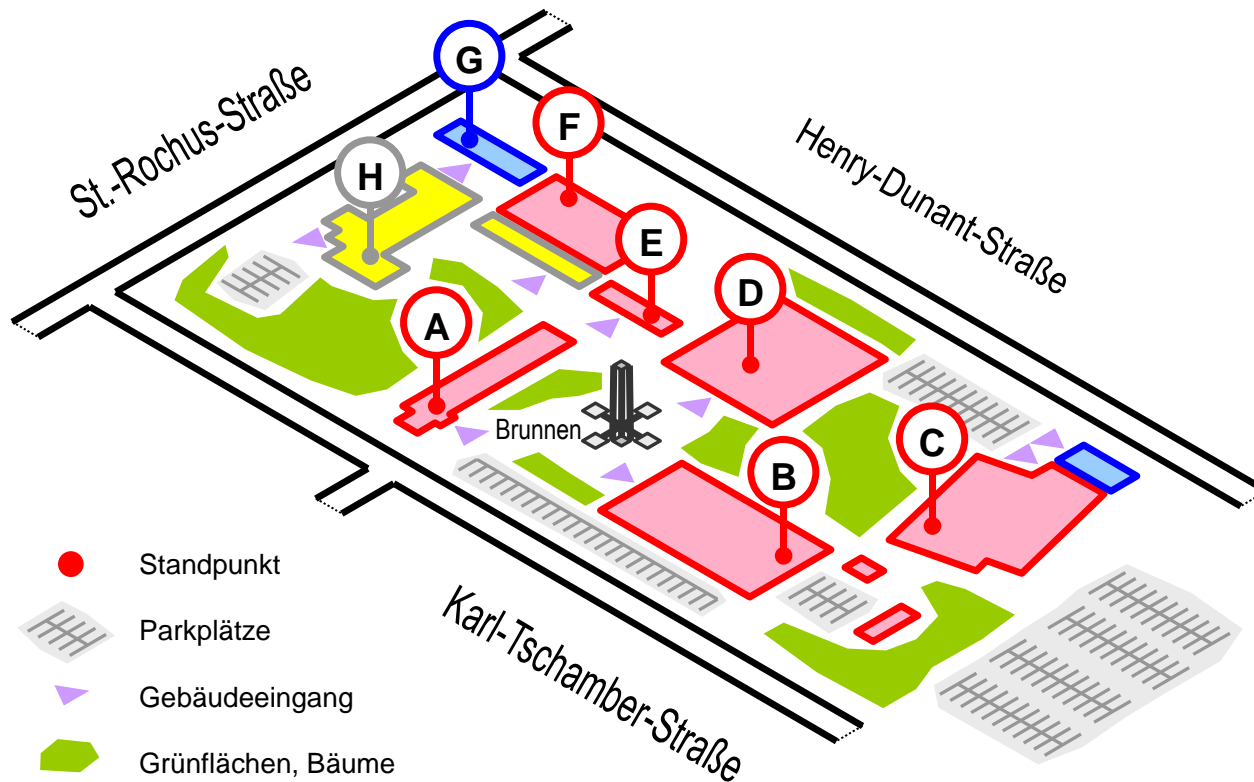 G
St.-Rochus-Straße
F
Henry-Dunant-Straße
H
E
D
A
Brunnen
C
B
Standpunkt
Parkplätze
Gebäudeeingang
Grünflächen, Bäume
Karl-Tschamber-Straße